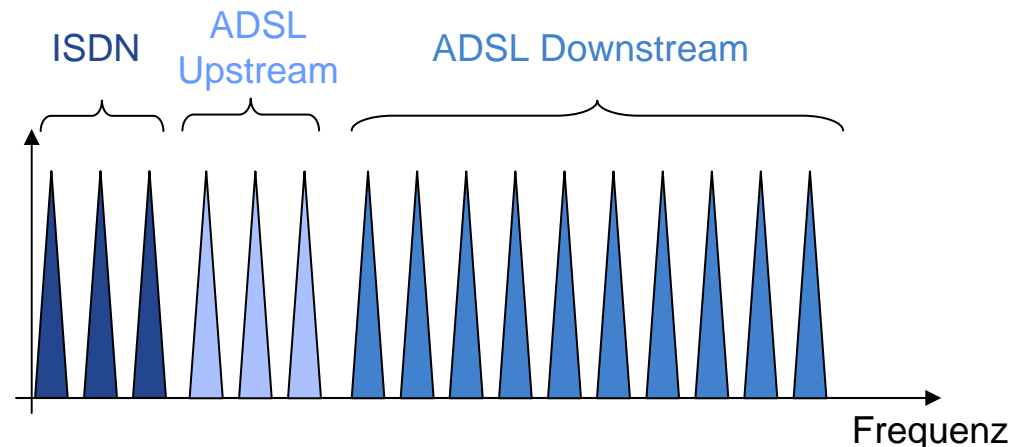 ISDN
ADSL
Upstream
ADSL Downstream
Frequenz